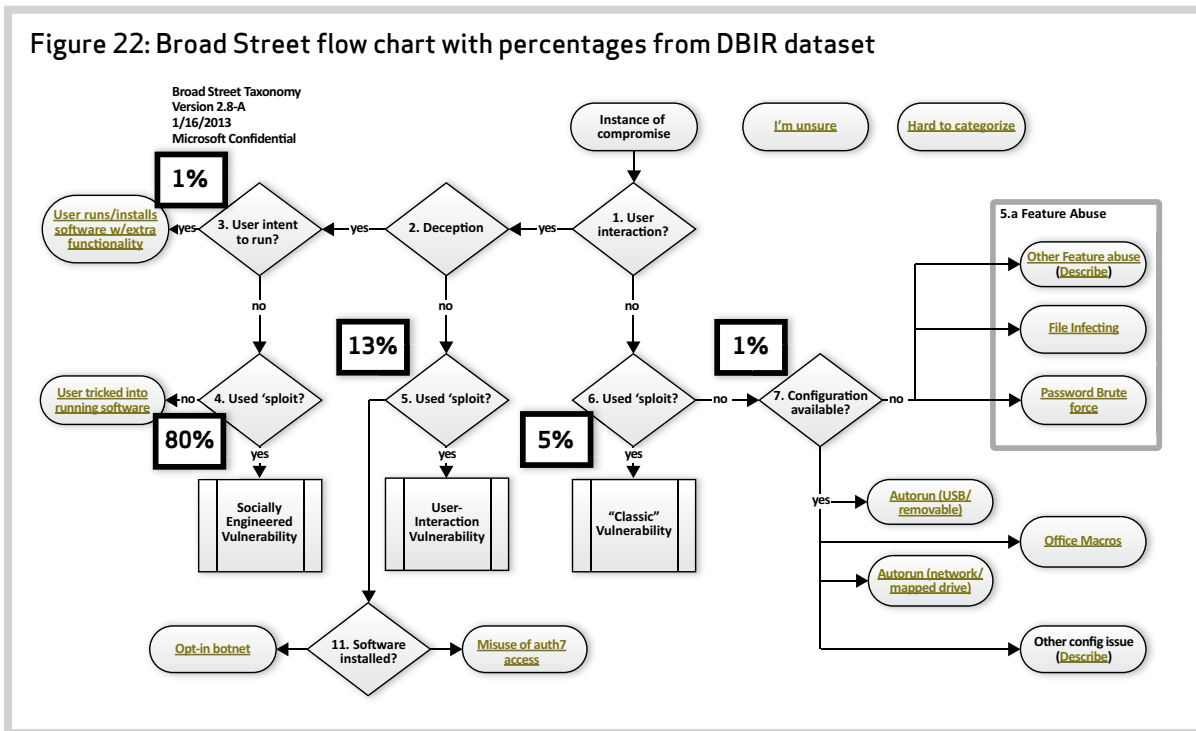 Figure 22: Broad Street flow chart with percentages from DBIR dataset
Broad Street Taxonomy
Version 2.8-A
1/16/2013
Microsoft Confidential
Instance of
compromise
I'm unsure
Hard to categorize
1%
User runs/installs
software w/extra
functionality
yes
3. User intent
to run?
yes
2. Deception
yes
1. User
interaction?
5.a Feature Abuse
Other Feature abuse
(Describe)
File Infecting
Password Brute
force
no
no
no
13%
1%
User tricked into
running software
no
4. Used 'sploit?
5. Used 'sploit?
6. Used 'sploit?
no
7. Configuration
available?
no
80%
5%
yes
yes
yes
yes
Socially
Engineered
Vulnerability
User-
Interaction
Vulnerability
“Classic”
Vulnerability
Autorun (USB/
removable)
Office Macros
Autorun (network/
mapped drive)
Other config issue
(Describe)
Opt-in botnet
11. Software
installed?
Misuse of auth7
access